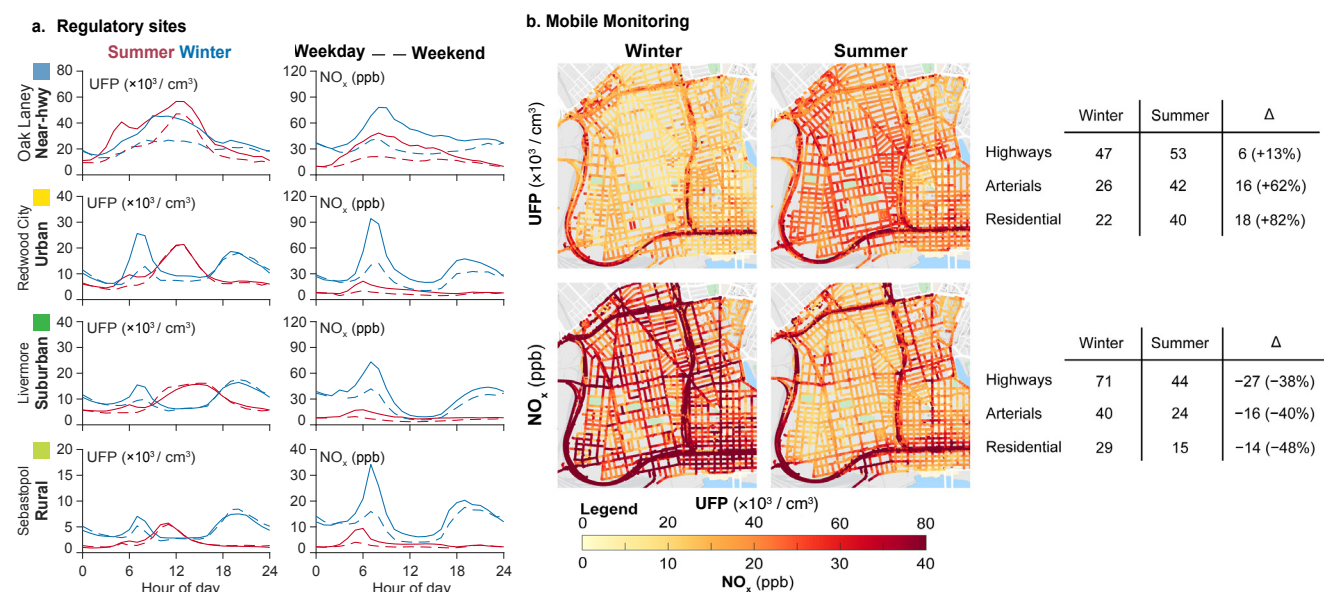 a. Regulatory sites
Summer Winter
Weekday — — Weekend
Oak Laney
Near-hwy
UFP (×10³ / cm³)
80
60
40
20
0
NOₓ (ppb)
120
90
60
30
0
Redwood City
Urban
UFP (×10³ / cm³)
40
30
20
10
0
NOₓ (ppb)
120
90
60
30
0
Livermore
Suburban
UFP (×10³ / cm³)
40
30
20
10
0
NOₓ (ppb)
120
90
60
30
0
Sebastopol
Rural
UFP (×10³ / cm³)
20
15
10
5
0
NOₓ (ppb)
40
30
20
10
0
0 6 12 18 24
Hour of day
0 6 12 18 24
Hour of day
b. Mobile Monitoring
Winter Summer
UFP (×10³ / cm³)
NOₓ (ppb)
Legend
UFP (×10³ / cm³)
0 20 40 60 80
0 10 20 30 40
NOₓ (ppb)
Winter Summer Δ
Highways 47 53 6 (+13%)
Arterials 26 42 16 (+62%)
Residential 22 40 18 (+82%)
Winter Summer Δ
Highways 71 44 −27 (−38%)
Arterials 40 24 −16 (−40%)
Residential 29 15 −14 (−48%)